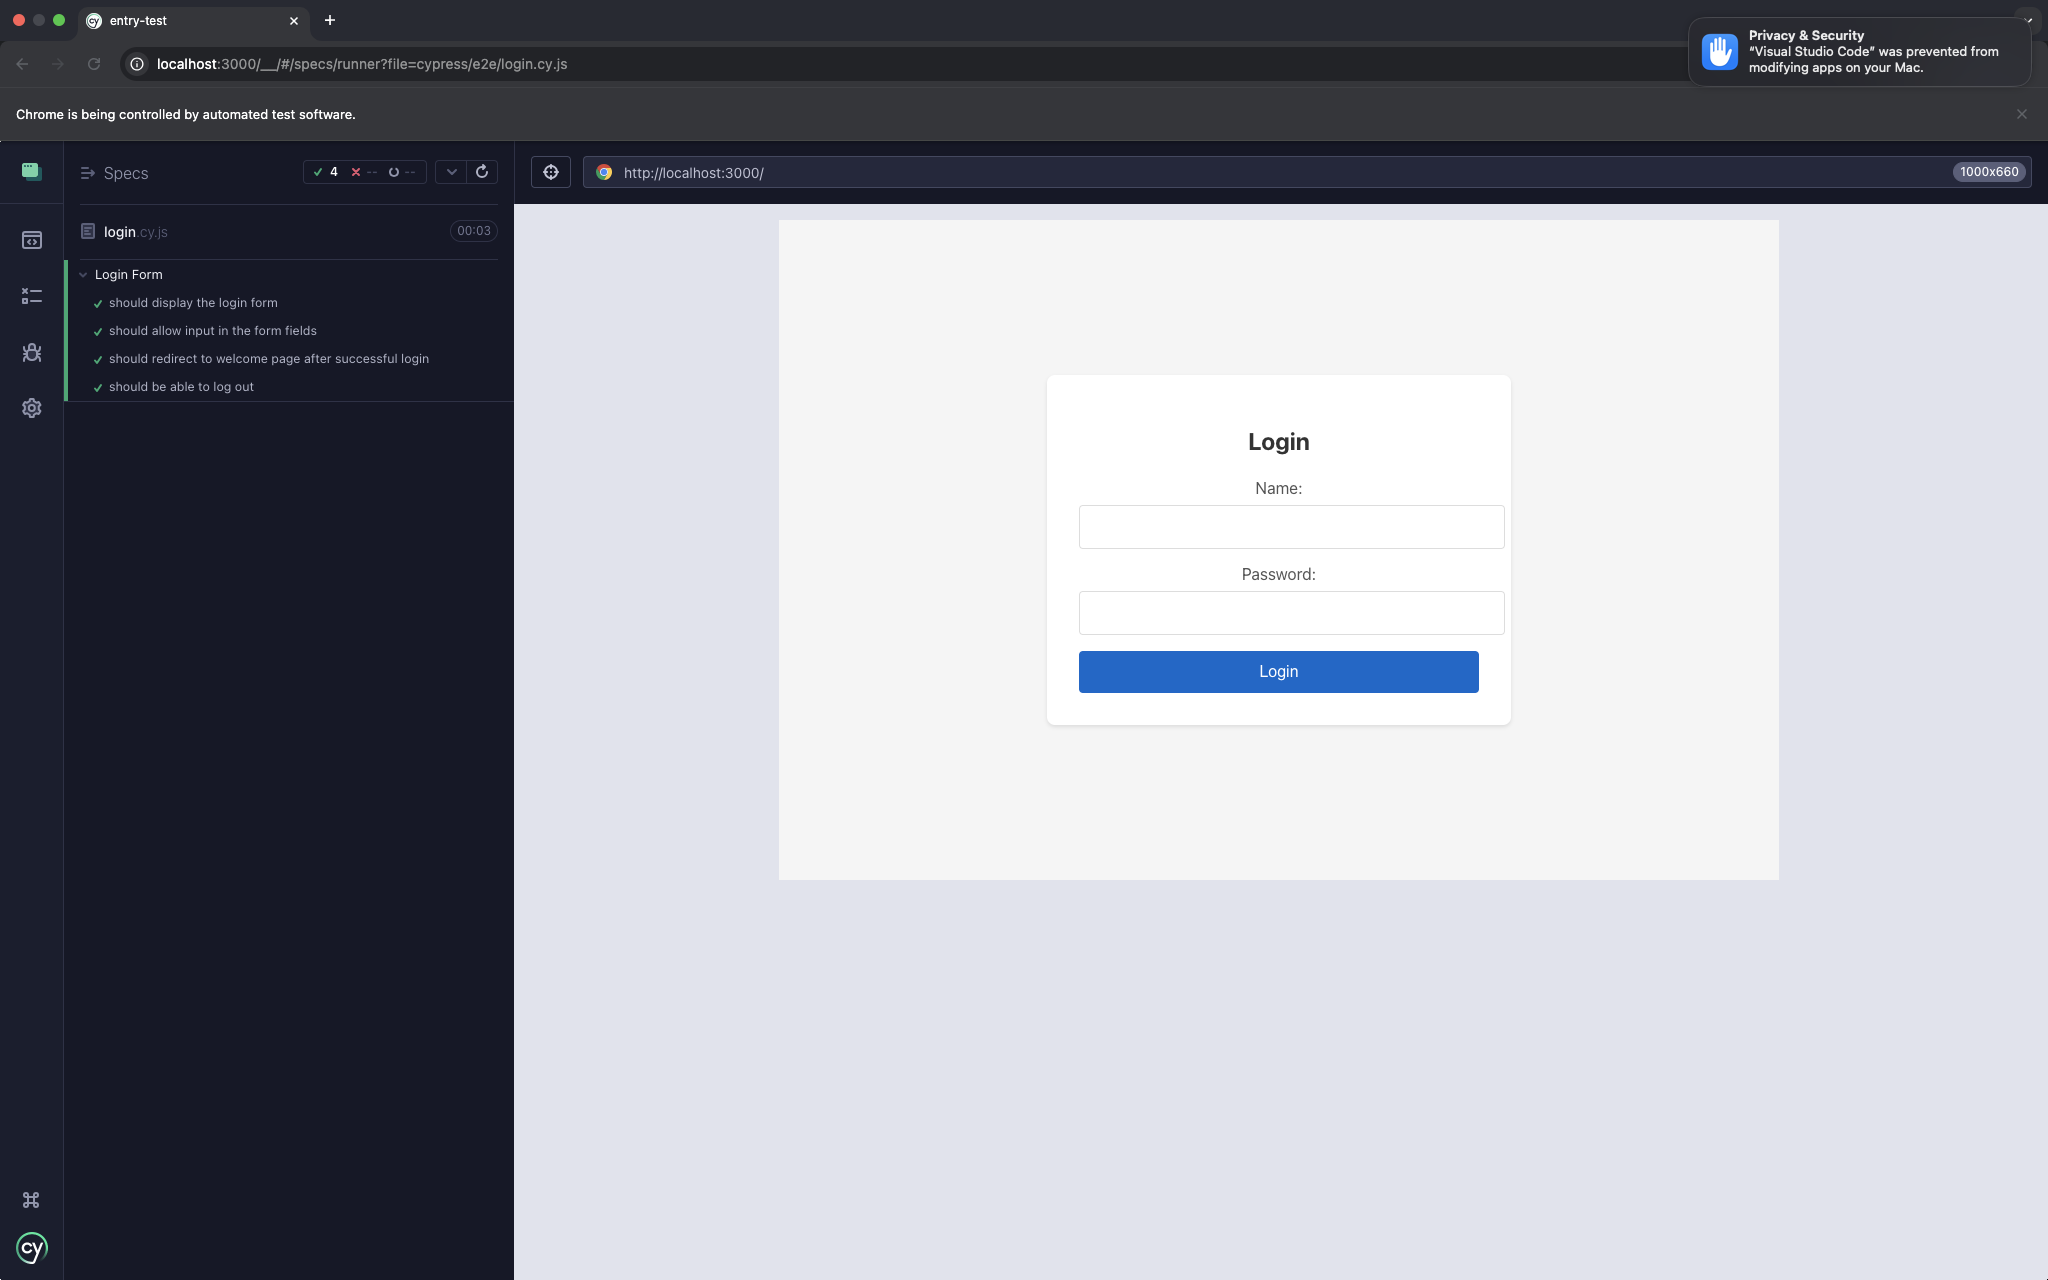 entry-test
Privacy & Security
“Visual Studio Code” was prevented from
modifying apps on your Mac.
localhost:3000/__/#/specs/runner?file=cypress/e2e/login.cy.js
Chrome is being controlled by automated test software.
Specs
4 -- --
http://localhost:3000/
1000x660
login.cy.js
00:03
Login Form
should display the login form
should allow input in the form fields
should redirect to welcome page after successful login
should be able to log out
Login
Name:
Password:
Login
cy